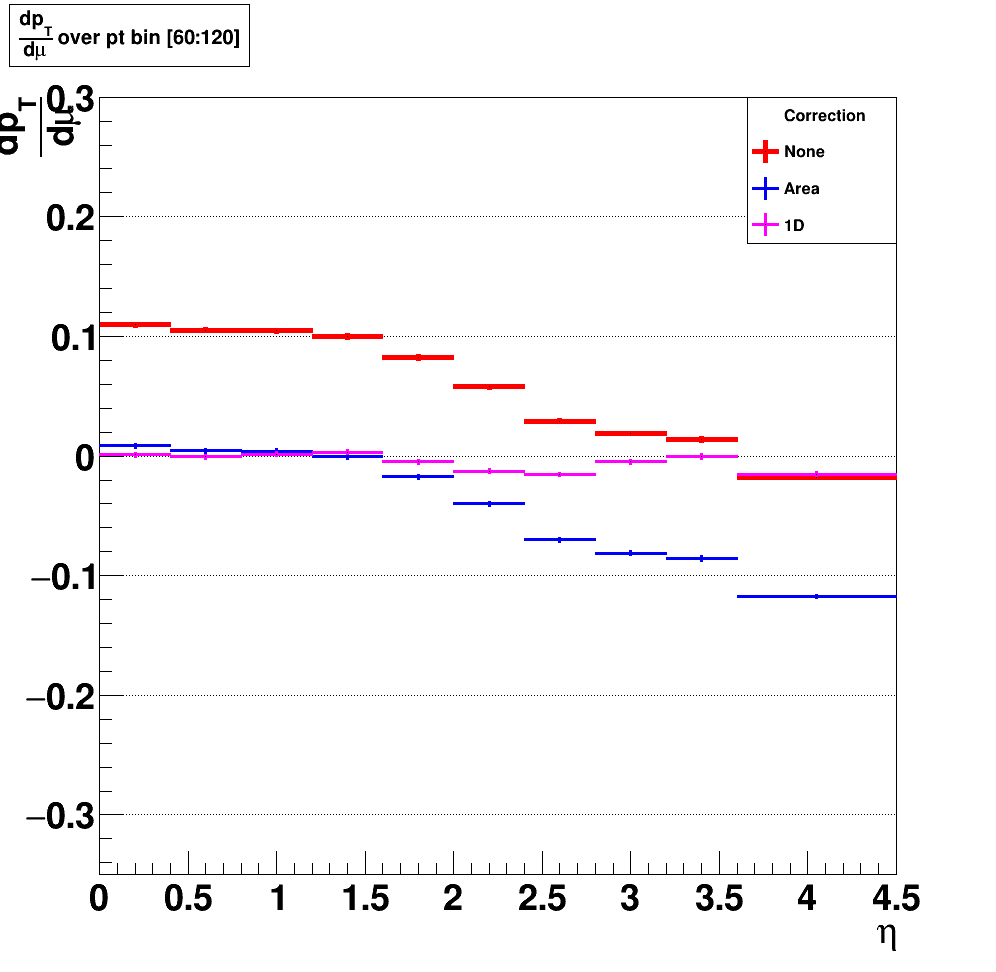 dp_T
dμ over pt bin [60:120]
dp_T
dμ
0.3
0.2
0.1
0
−0.1
−0.2
−0.3
Correction
None
Area
1D
0 0.5 1 1.5 2 2.5 3 3.5 4 4.5
η